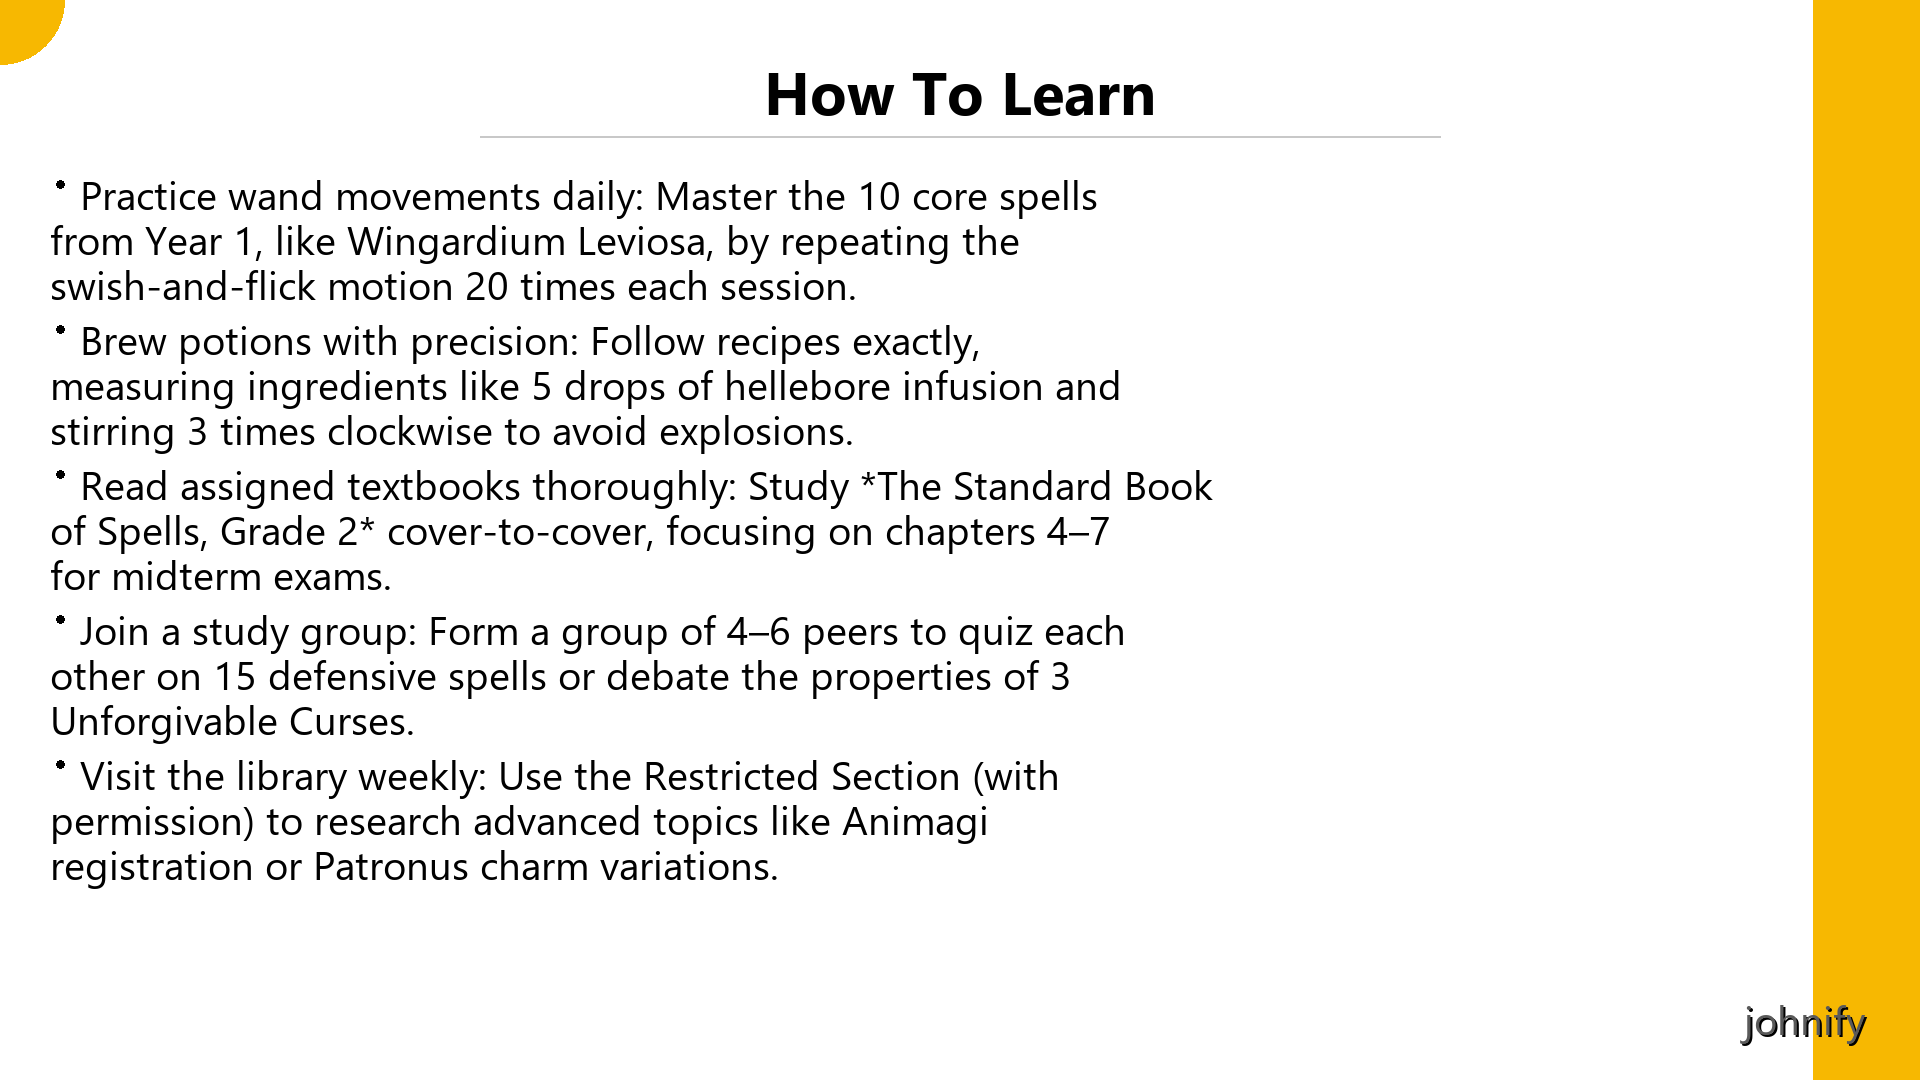 How To Learn
• Practice wand movements daily: Master the 10 core spells
from Year 1, like Wingardium Leviosa, by repeating the
swish-and-flick motion 20 times each session.
• Brew potions with precision: Follow recipes exactly,
measuring ingredients like 5 drops of hellebore infusion and
stirring 3 times clockwise to avoid explosions.
• Read assigned textbooks thoroughly: Study *The Standard Book
of Spells, Grade 2* cover-to-cover, focusing on chapters 4–7
for midterm exams.
• Join a study group: Form a group of 4–6 peers to quiz each
other on 15 defensive spells or debate the properties of 3
Unforgivable Curses.
• Visit the library weekly: Use the Restricted Section (with
permission) to research advanced topics like Animagi
registration or Patronus charm variations.
johnify